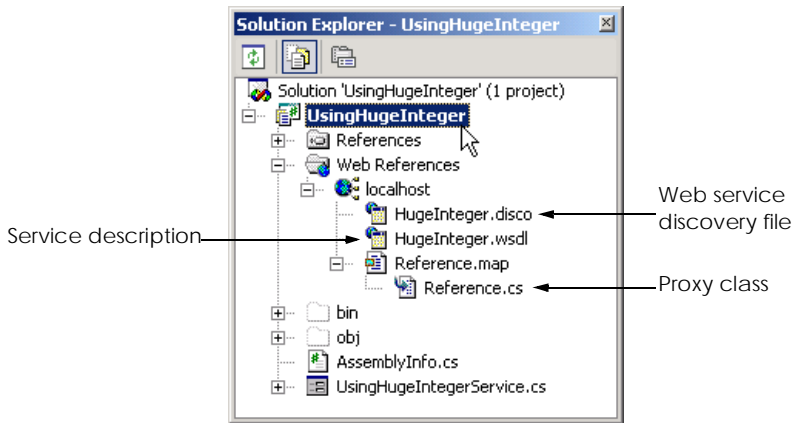 Solution Explorer - UsingHugeInteger
Solution 'UsingHugeInteger' (1 project)
UsingHugeInteger
References
Web References
localhost
HugeInteger.disco
Web service
discovery file
Service description
HugeInteger.wsdl
Reference.map
Reference.cs
Proxy class
bin
obj
AssemblyInfo.cs
UsingHugeIntegerService.cs